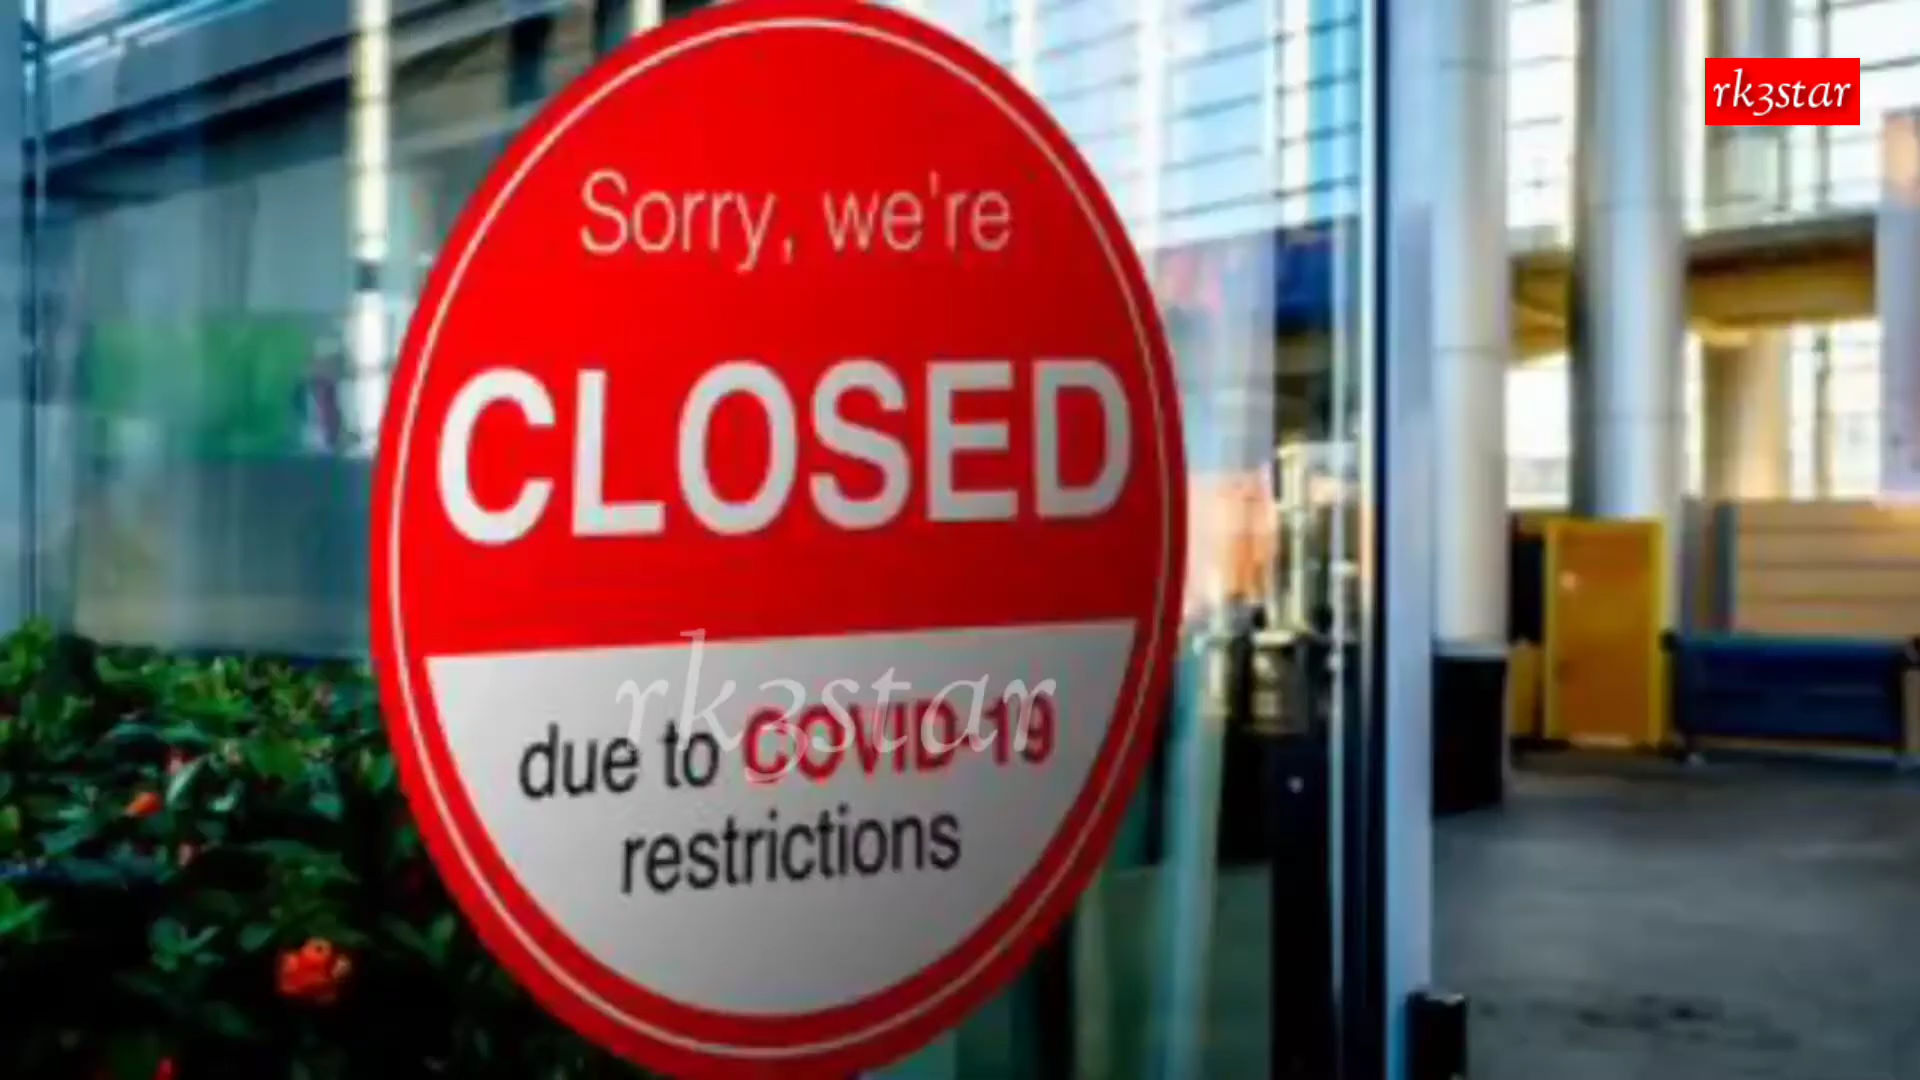 rk3star
Sorry, we're
CLOSED
rk3star
due to COVID-19
restrictions